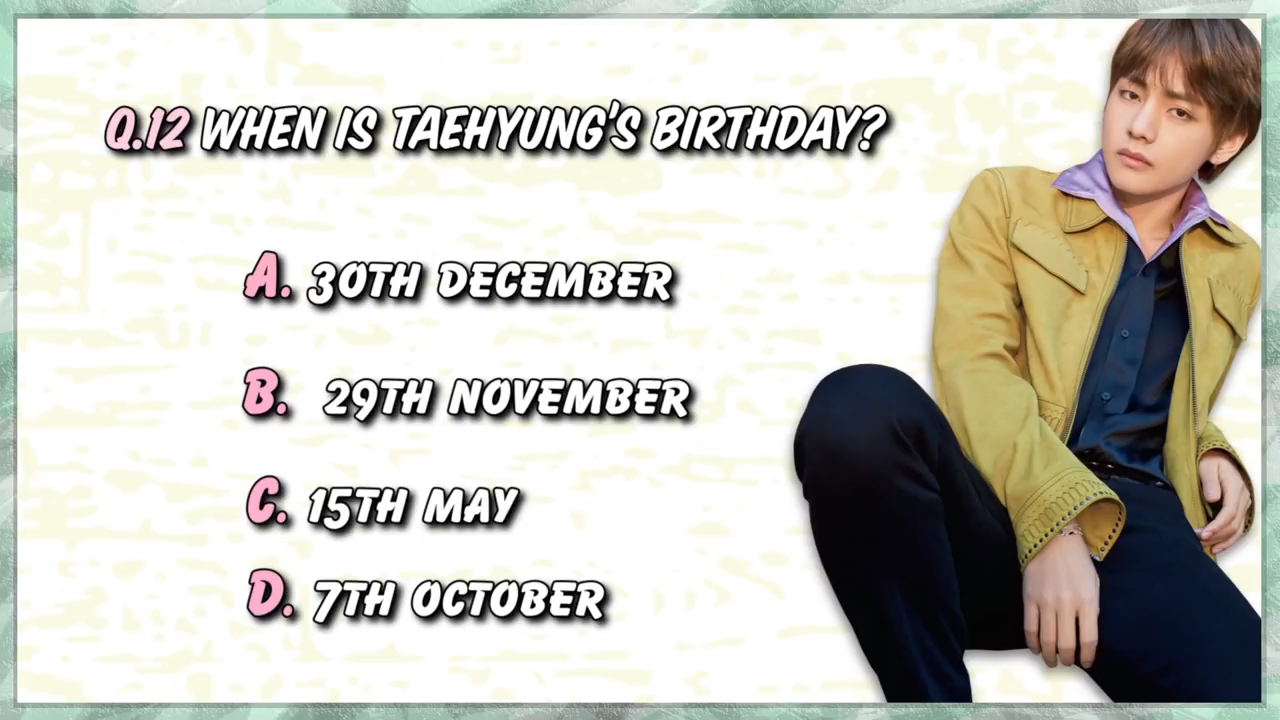 Q.12 WHEN IS TAEHYUNG'S BIRTHDAY?
A. 30TH DECEMBER
B. 29TH NOVEMBER
C. 15TH MAY
D. 7TH OCTOBER